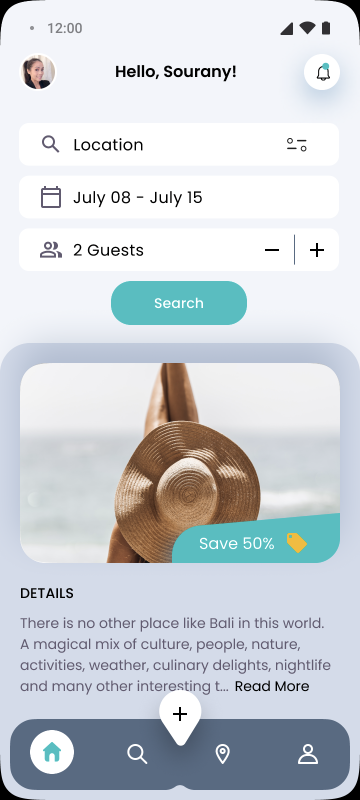 12:00
Hello, Sourany!
Location
July 08 - July 15
2 Guests
Search
Save 50%
DETAILS
There is no other place like Bali in this world.
A magical mix of culture, people, nature,
activities, weather, culinary delights, nightlife
and many other interesting t... Read More